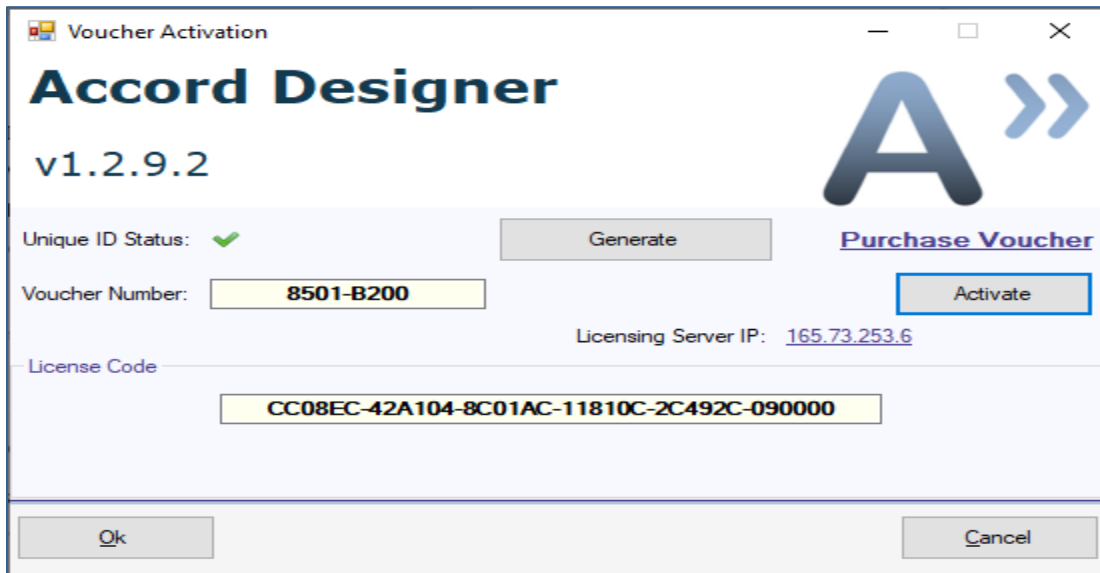 Voucher Activation
Accord Designer
v1.2.9.2
Unique ID Status:
Generate
Purchase Voucher
Voucher Number:
8501-B200
Activate
Licensing Server IP: 165.73.253.6
License Code
CC08EC-42A104-8C01AC-11810C-2C492C-090000
Ok
Cancel